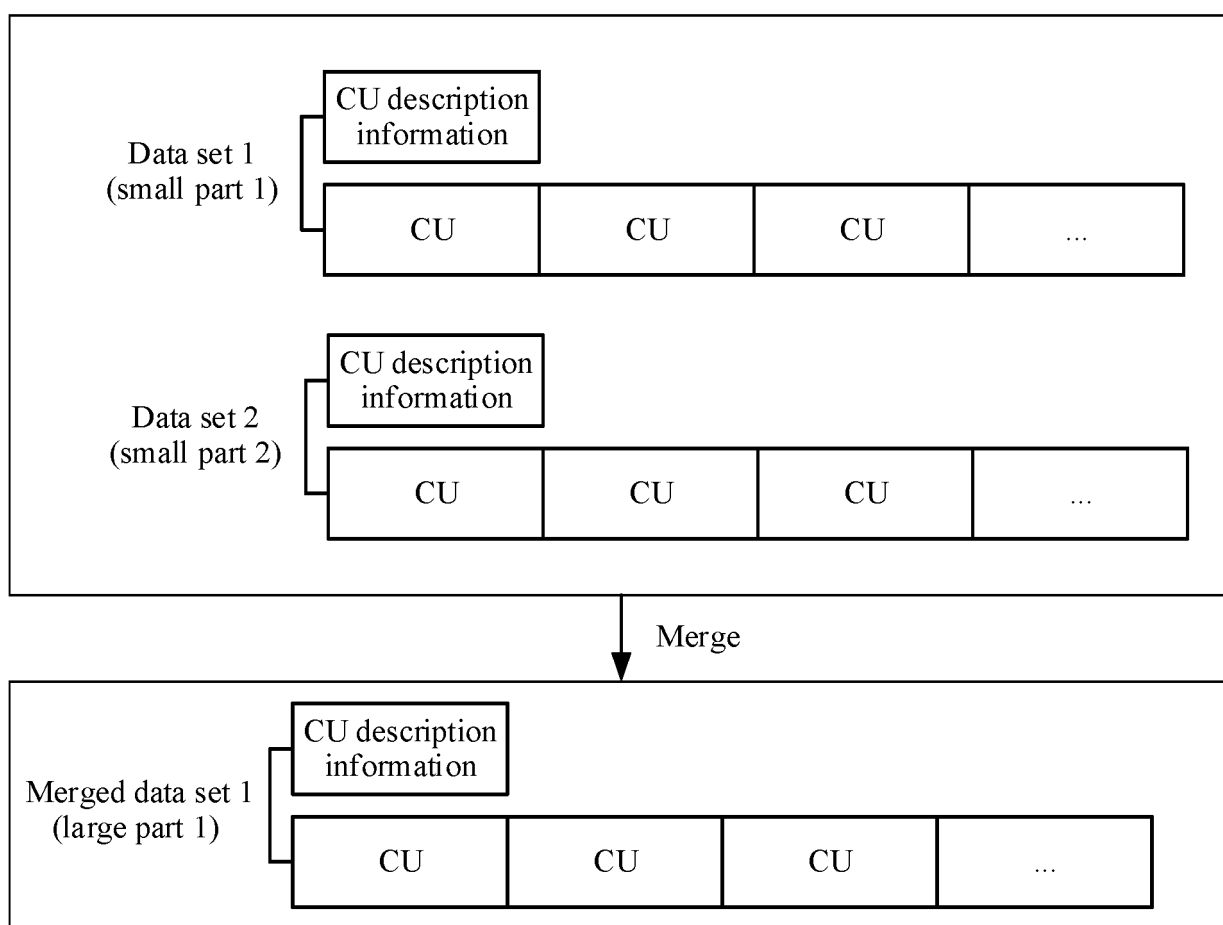 CU description
information
Data set 1
(small part 1)
CU CU CU ...
CU description
information
Data set 2
(small part 2)
CU CU CU ...
Merge
CU description
information
Merged data set 1
(large part 1)
CU CU CU ...